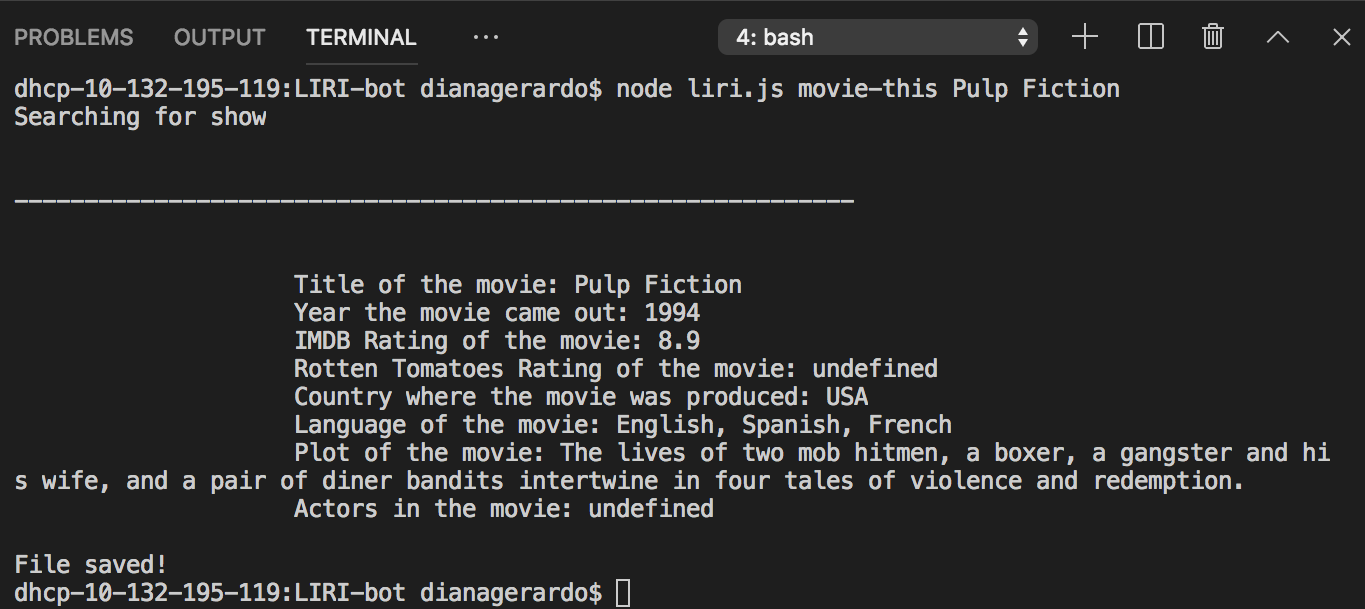 PROBLEMS OUTPUT TERMINAL ··· 4: bash
dhcp-10-132-195-119:LIRI-bot dianagerardo$ node liri.js movie-this Pulp Fiction
Searching for show
------------------------------------------------------------
Title of the movie: Pulp Fiction
Year the movie came out: 1994
IMDB Rating of the movie: 8.9
Rotten Tomatoes Rating of the movie: undefined
Country where the movie was produced: USA
Language of the movie: English, Spanish, French
Plot of the movie: The lives of two mob hitmen, a boxer, a gangster and hi
s wife, and a pair of diner bandits intertwine in four tales of violence and redemption.
Actors in the movie: undefined
File saved!
dhcp-10-132-195-119:LIRI-bot dianagerardo$